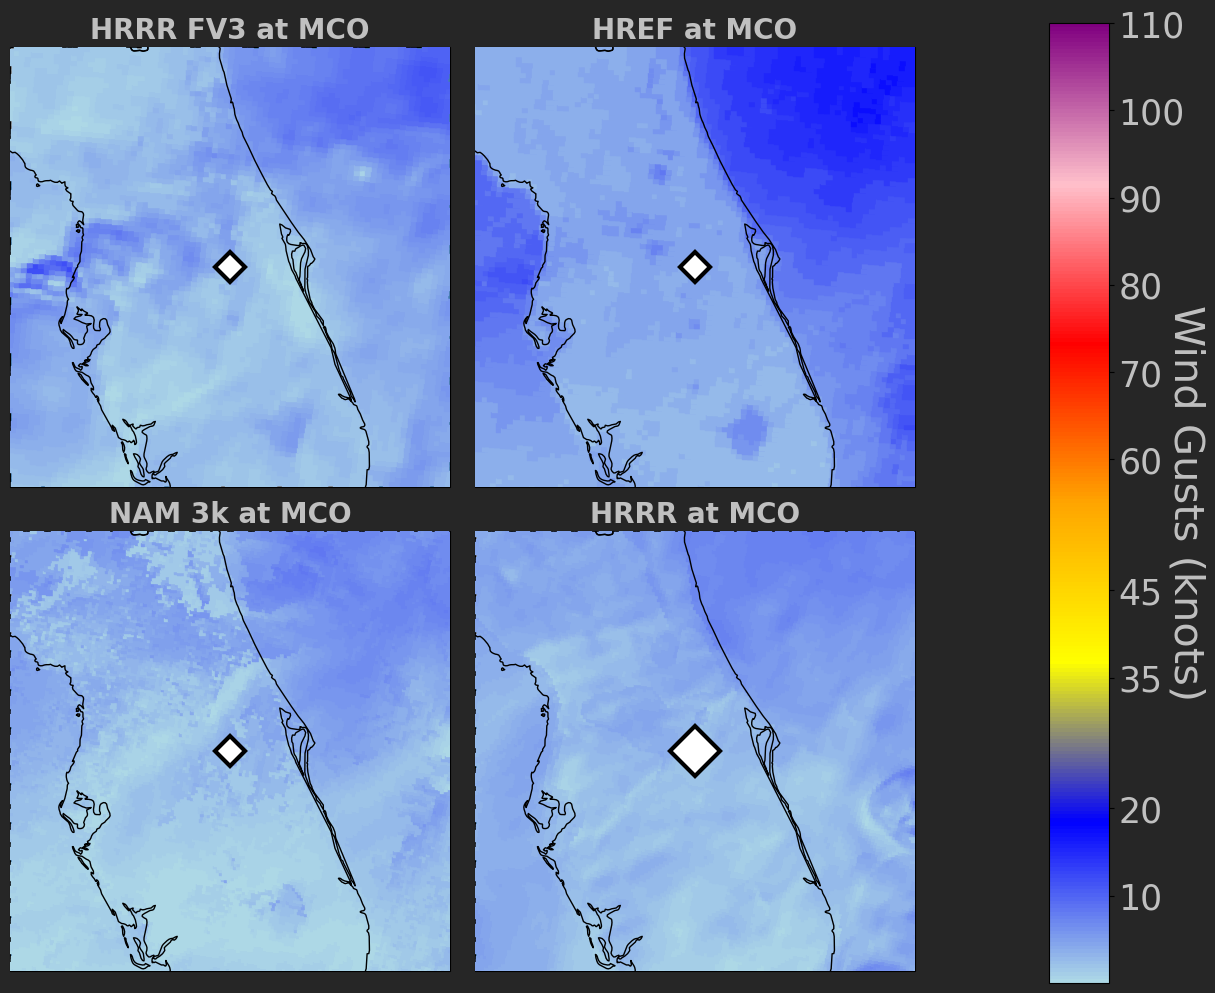 HRRR FV3 at MCO
HREF at MCO
NAM 3k at MCO
HRRR at MCO
110
100
90
80
70
60
45
35
20
10
Wind Gusts (knots)